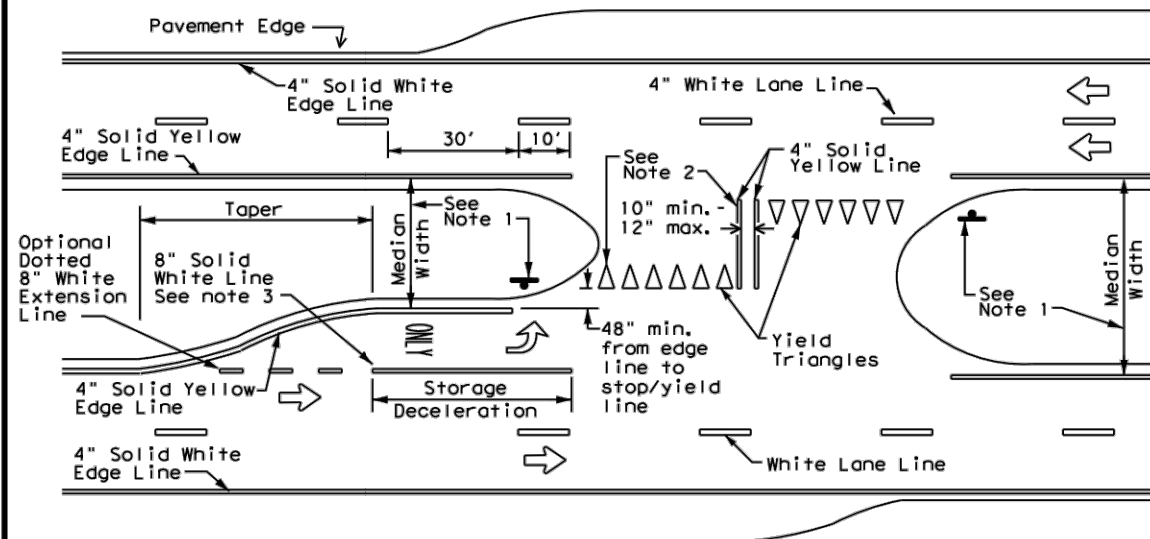 Pavement Edge
4" Solid White
Edge Line
4" White Lane Line
4" Solid Yellow
Edge Line
30'
10'
See
Note 2
4" Solid
Yellow Line
Taper
See
Note 1
10" min.
12" max.
Optional
Dotted
8" White
Extension
Line
8" Solid
White Line
See note 3
Median
Width
ONLY
48" min.
from edge
line to
stop/yield
line
Yield
Triangles
See
Note 1
Median
Width
4" Solid Yellow
Edge Line
Storage
Deceleration
4" Solid White
Edge Line
White Lane Line